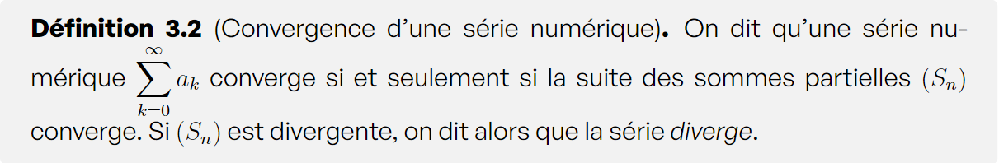 Définition 3.2 (Convergence d’une série numérique). On dit qu’une série nu-
mérique $\sum_{k=0}^{\infty} a_k$ converge si et seulement si la suite des sommes partielles $(S_n)$
converge. Si $(S_n)$ est divergente, on dit alors que la série diverge.